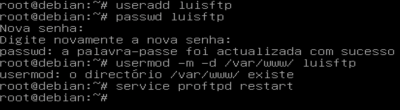 root@debian:~# useradd luisftp
root@debian:~# passwd luisftp
Nova senha:
Digite novamente a nova senha:
passwd: a palavra-passe foi actualizada com sucesso
root@debian:~# usermod -m -d /var/www/ luisftp
usermod: o directório /var/www/ existe
root@debian:~# service proftpd restart
root@debian:~#